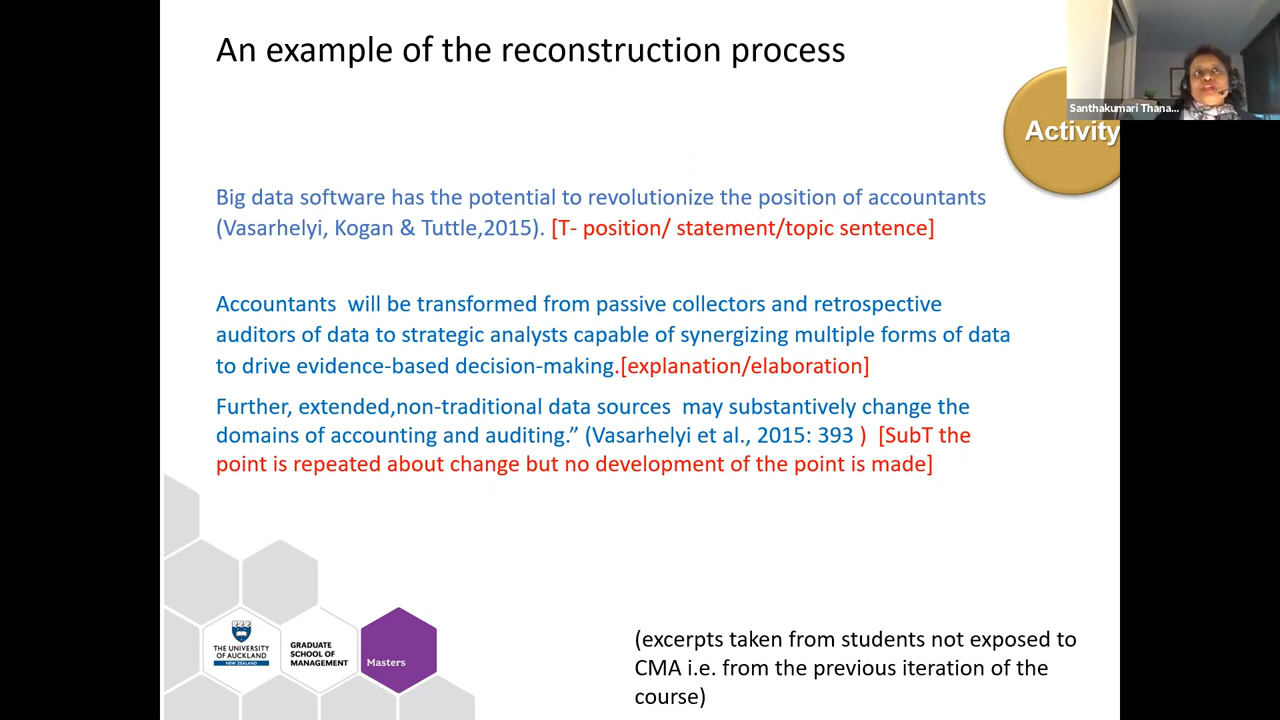 An example of the reconstruction process
Santhakumari Thana...
Activity
Big data software has the potential to revolutionize the position of accountants
(Vasarhelyi, Kogan & Tuttle,2015). [T- position/ statement/topic sentence]
Accountants  will be transformed from passive collectors and retrospective
auditors of data to strategic analysts capable of synergizing multiple forms of data
to drive evidence-based decision-making.[explanation/elaboration]
Further, extended,non-traditional data sources  may substantively change the
domains of accounting and auditing.” (Vasarhelyi et al., 2015: 393 )  [SubT the
point is repeated about change but no development of the point is made]
THE UNIVERSITY
OF AUCKLAND
NEW ZEALAND
GRADUATE
SCHOOL OF
MANAGEMENT
Masters
(excerpts taken from students not exposed to
CMA i.e. from the previous iteration of the
course)